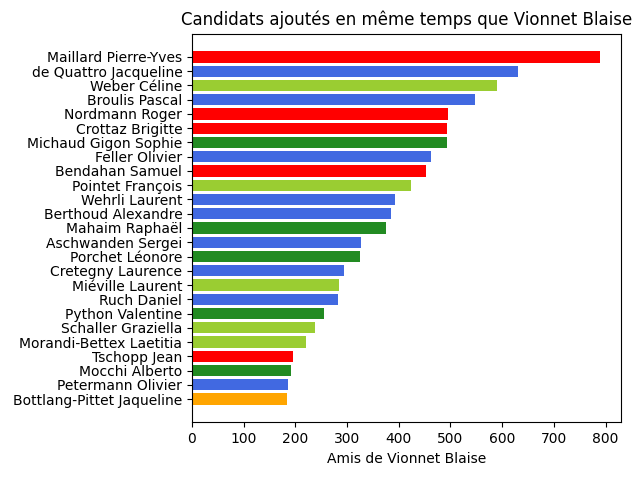 Candidats ajoutés en même temps que Vionnet Blaise
Maillard Pierre-Yves
de Quattro Jacqueline
Weber Céline
Broulis Pascal
Nordmann Roger
Crottaz Brigitte
Michaud Gigon Sophie
Feller Olivier
Bendahan Samuel
Pointet François
Wehrli Laurent
Berthoud Alexandre
Mahaim Raphaël
Aschwanden Sergei
Porchet Léonore
Cretegny Laurence
Miéville Laurent
Ruch Daniel
Python Valentine
Schaller Graziella
Morandi-Bettex Laetitia
Tschopp Jean
Mocchi Alberto
Petermann Olivier
Bottlang-Pittet Jaqueline
0 100 200 300 400 500 600 700 800
Amis de Vionnet Blaise